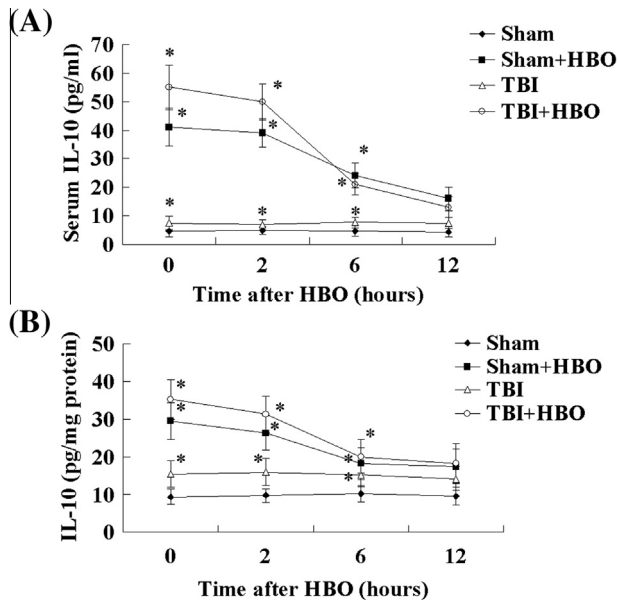 (A)
Serum IL-10 (pg/ml)
70
60
50
40
30
20
10
0
*
*
*
*
*
*
*
*
*
0 2 6 12
Time after HBO (hours)
Sham
Sham+HBO
TBI
TBI+HBO
(B)
IL-10 (pg/mg protein)
50
40
30
20
10
0
*
*
*
*
*
*
*
*
*
0 2 6 12
Time after HBO (hours)
Sham
Sham+HBO
TBI
TBI+HBO